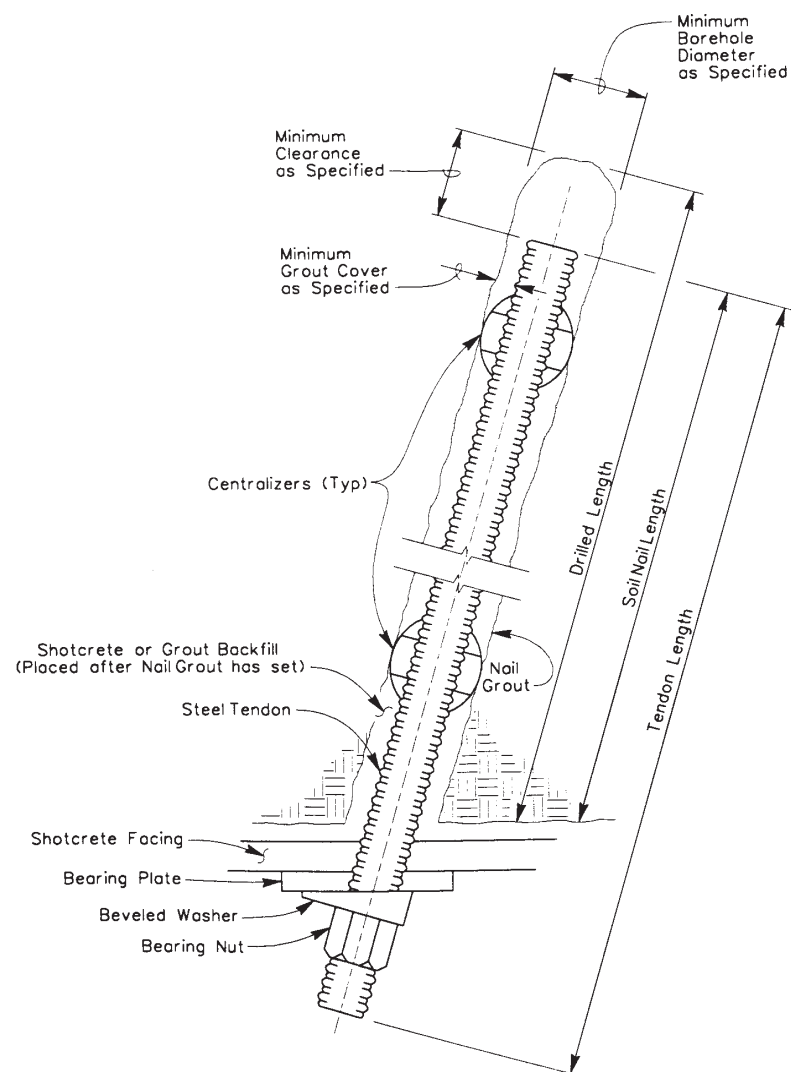 Minimum
Borehole
Diameter
as Specified
Minimum
Clearance
as Specified
Minimum
Grout Cover
as Specified
Centralizers (Typ)
Drilled Length
Soil Nail Length
Tendon Length
Shotcrete or Grout Backfill
(Placed after Nail Grout has set)
Nail
Grout
Steel Tendon
Shotcrete Facing
Bearing Plate
Beveled Washer
Bearing Nut